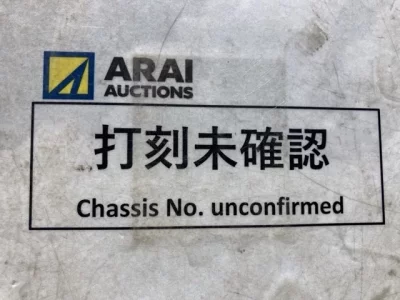 ARAI
AUCTIONS
打刻未確認
Chassis No. unconfirmed